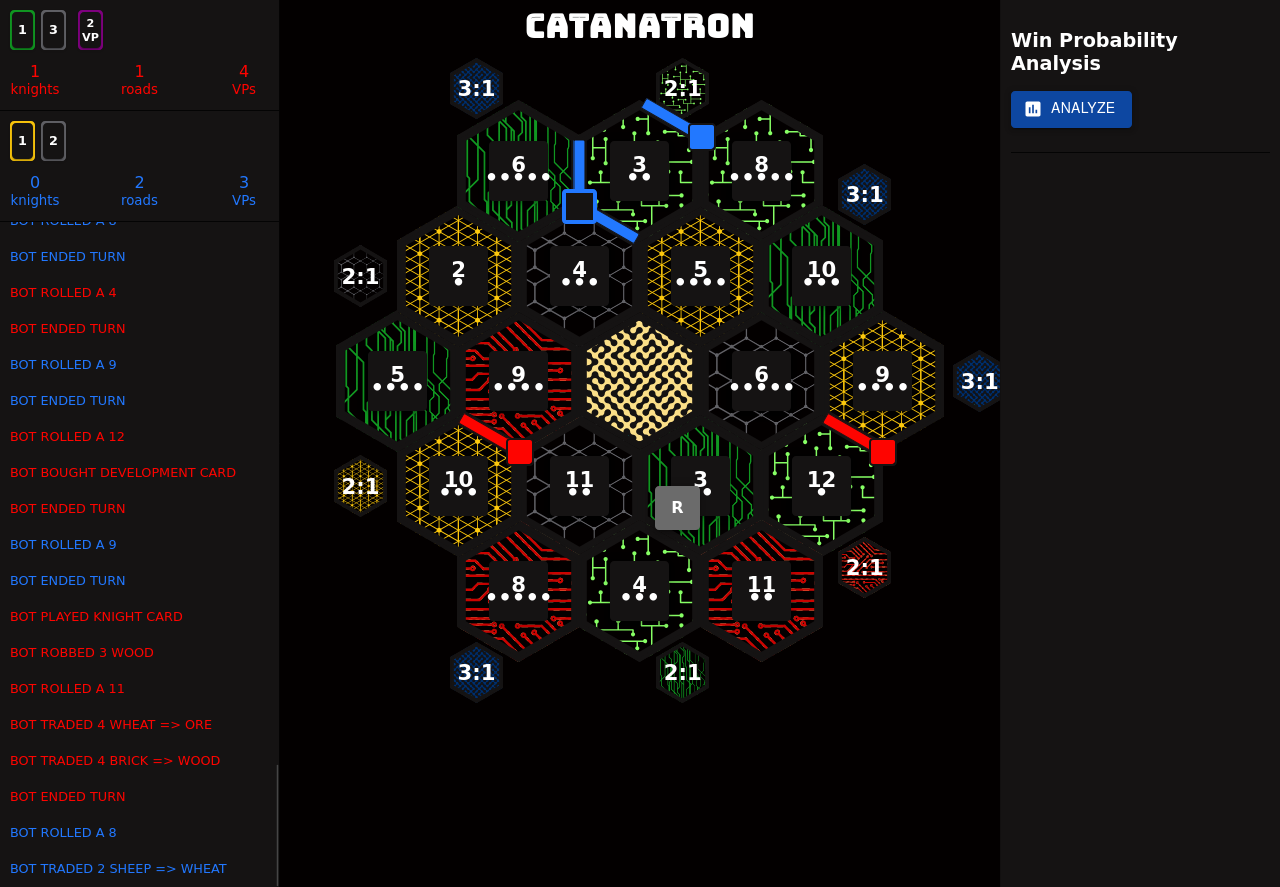 1
3
2
VP
1
knights
1
roads
4
VPs
1
2
0
knights
2
roads
3
VPs
BOT ROLLED A 8
BOT ENDED TURN
BOT ROLLED A 4
BOT ENDED TURN
BOT ROLLED A 9
BOT ENDED TURN
BOT ROLLED A 12
BOT BOUGHT DEVELOPMENT CARD
BOT ENDED TURN
BOT ROLLED A 9
BOT ENDED TURN
BOT PLAYED KNIGHT CARD
BOT ROBBED 3 WOOD
BOT ROLLED A 11
BOT TRADED 4 WHEAT => ORE
BOT TRADED 4 BRICK => WOOD
BOT ENDED TURN
BOT ROLLED A 8
BOT TRADED 2 SHEEP => WHEAT
CATANATRON
3:1
2:1
6
3
8
3:1
2:1
2
4
5
10
5
9
6
9
3:1
2:1
10
11
3
12
R
8
4
11
2:1
3:1
2:1
Win Probability
Analysis
ANALYZE